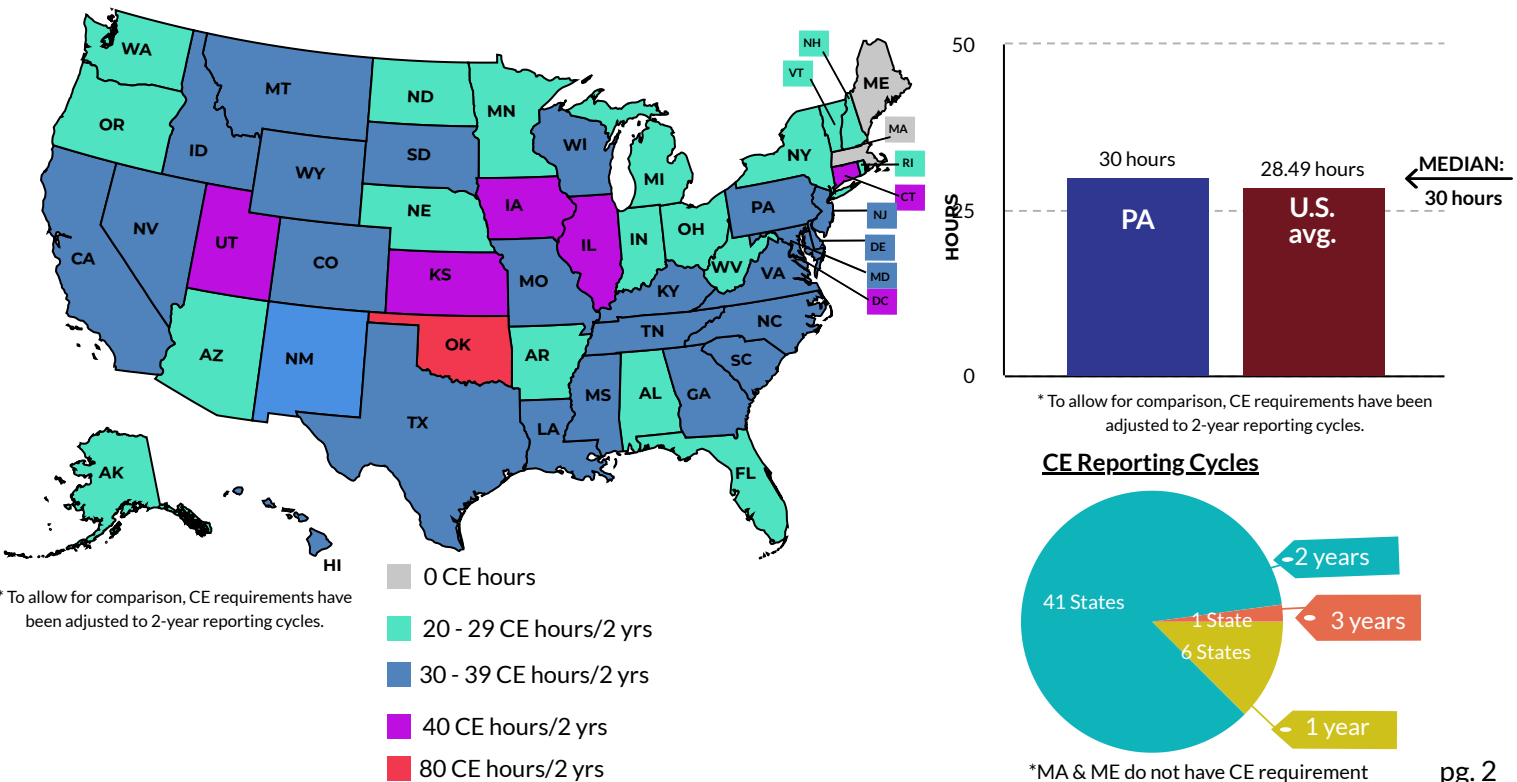 WA
OR
MT
ID
WY
ND
SD
NE
MN
WI
MI
IA
IL
IN
OH
NY
PA
WV
VA
KY
NC
TN
SC
GA
AL
MS
LA
AR
MO
KS
OK
TX
NM
CO
UT
AZ
NV
CA
FL
AK
HI
NH
VT
ME
MA
RI
CT
NJ
DE
MD
DC
* To allow for comparison, CE requirements have
been adjusted to 2-year reporting cycles.
0 CE hours
20 - 29 CE hours/2 yrs
30 - 39 CE hours/2 yrs
40 CE hours/2 yrs
80 CE hours/2 yrs
50
25
0
HOURS
30 hours
PA
28.49 hours
U.S.
avg.
MEDIAN:
30 hours
* To allow for comparison, CE requirements have been
adjusted to 2-year reporting cycles.
CE Reporting Cycles
41 States
1 State
6 States
2 years
3 years
1 year
*MA & ME do not have CE requirement
pg. 2